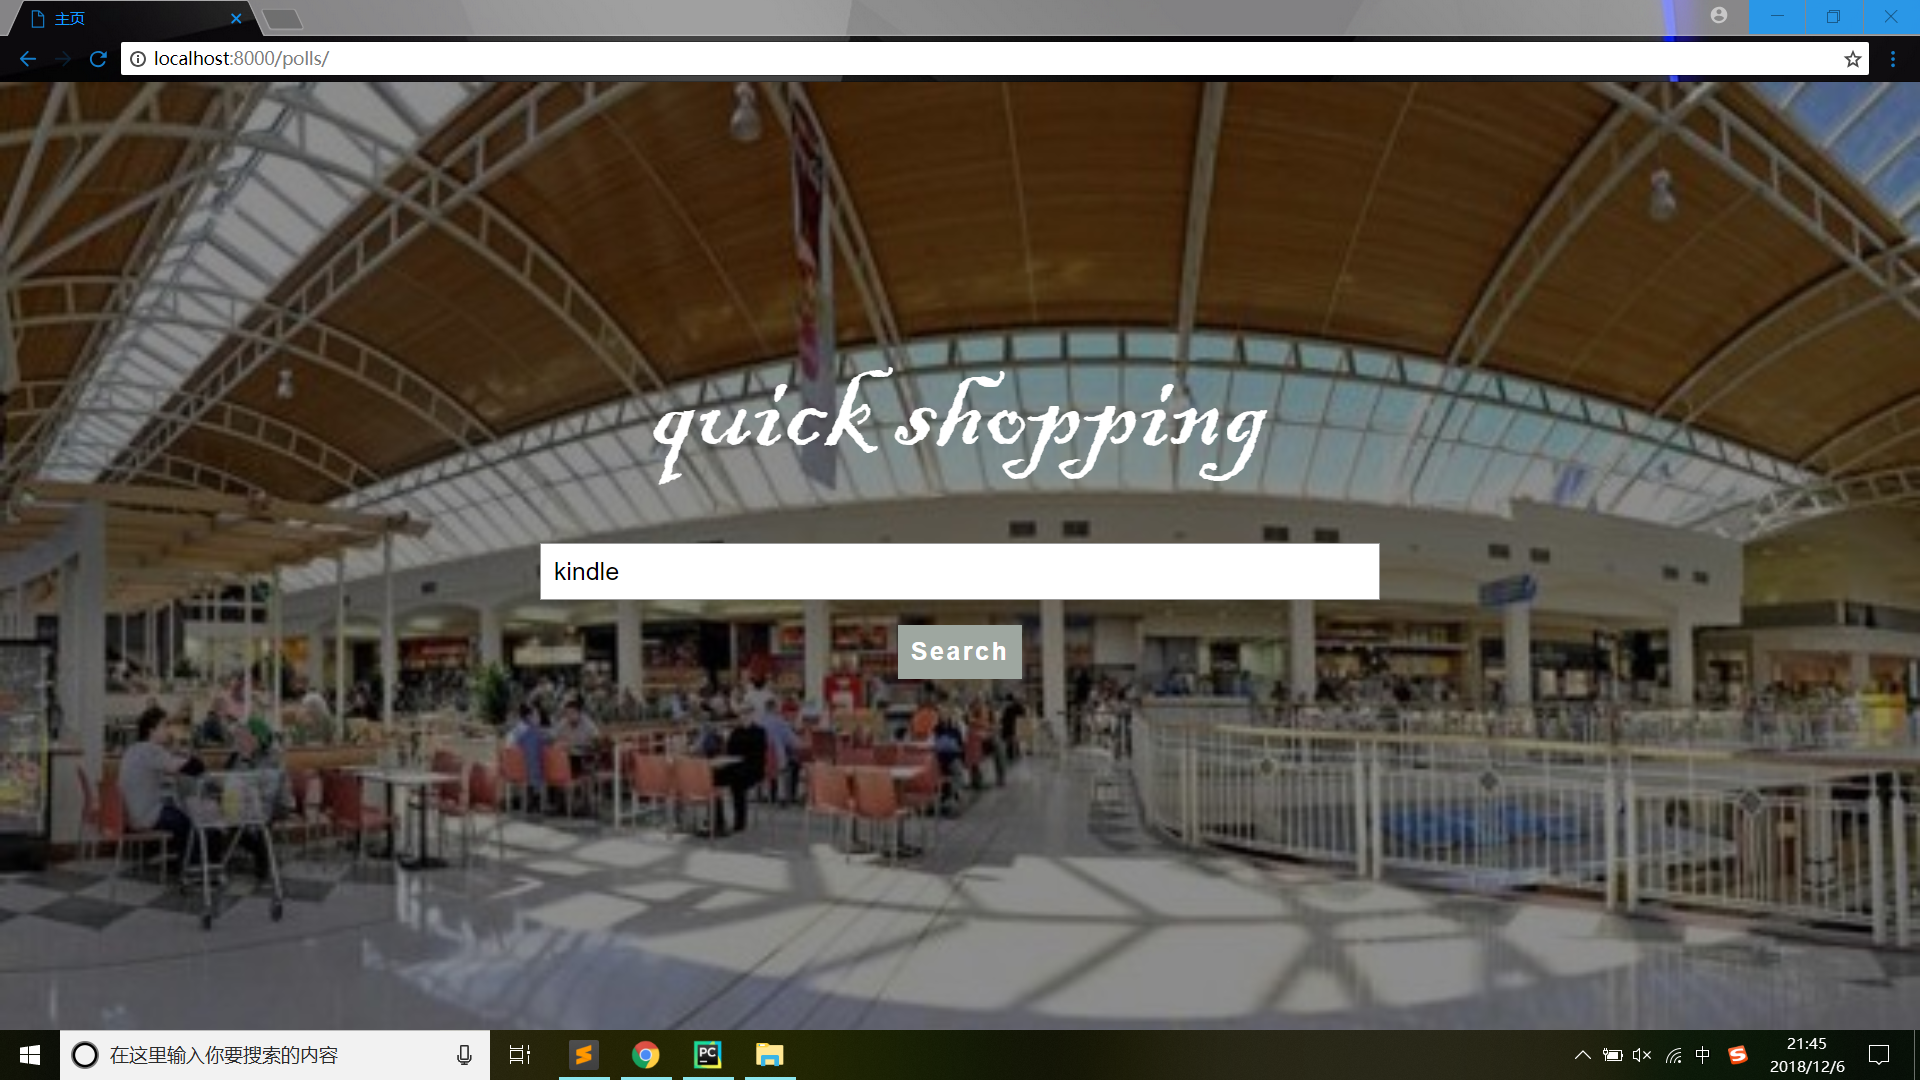 主页
localhost:8000/polls/
quick shopping
kindle
Search
在这里输入你要搜索的内容
PC
中
S
21:45
2018/12/6